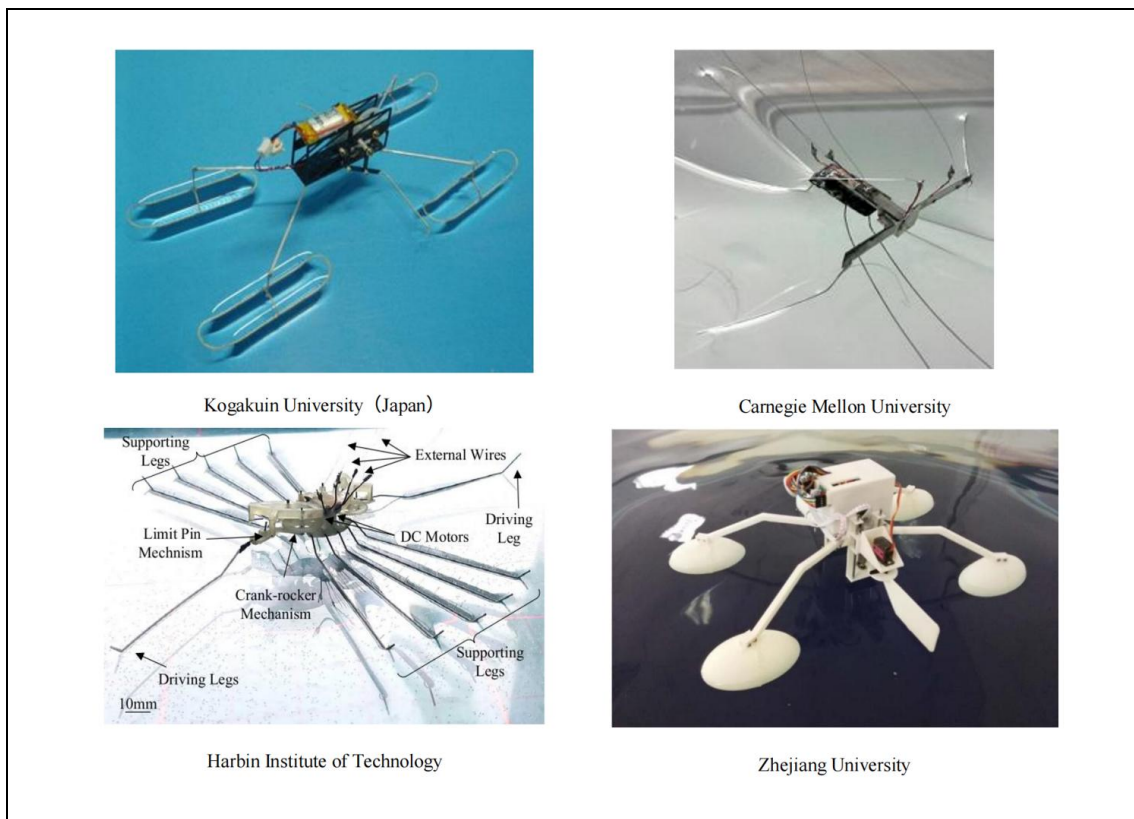 Kogakuin University（Japan）
Carnegie Mellon University
Supporting
Legs
External Wires
Limit Pin
Mechnism
DC Motors
Driving
Leg
Crank-rocker
Mechanism
Supporting
Legs
Driving Legs
10mm
Harbin Institute of Technology
Zhejiang University